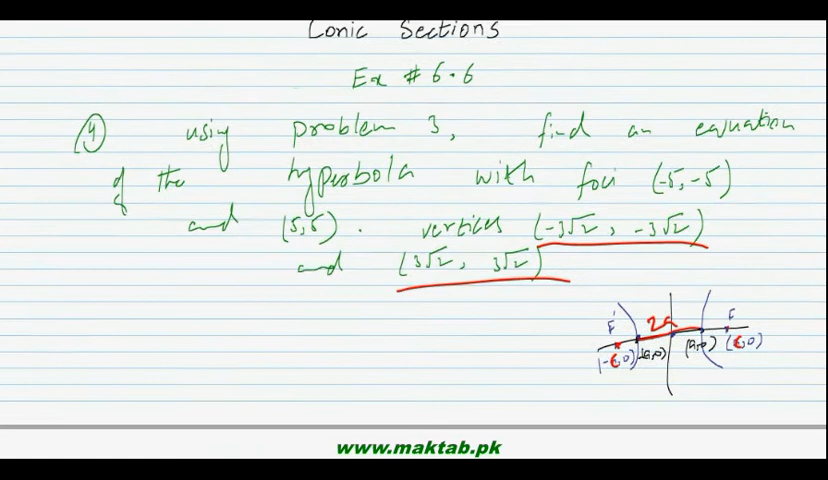 Conic Sections
Ex # 6.6
(4) using problem 3, find an equation
of the hyperbola with foci (-5, -5)
and (5, 5). vertices (-3√2, -3√2)
and (3√2, 3√2)
2a
F' F
(-c, 0) (a, 0) (c, 0)
www.maktab.pk